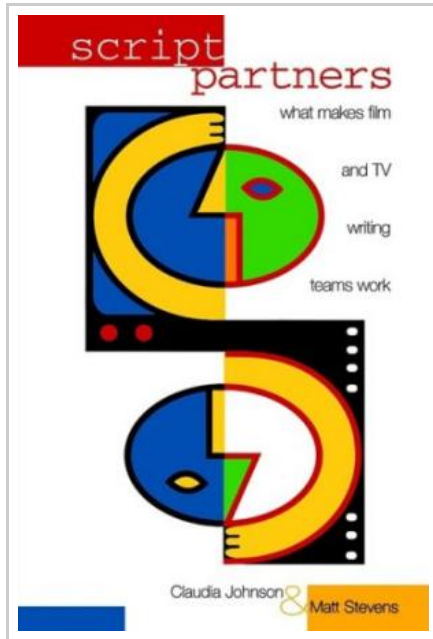 script
partners
what makes film
and TV
writing
teams work
Claudia Johnson & Matt Stevens